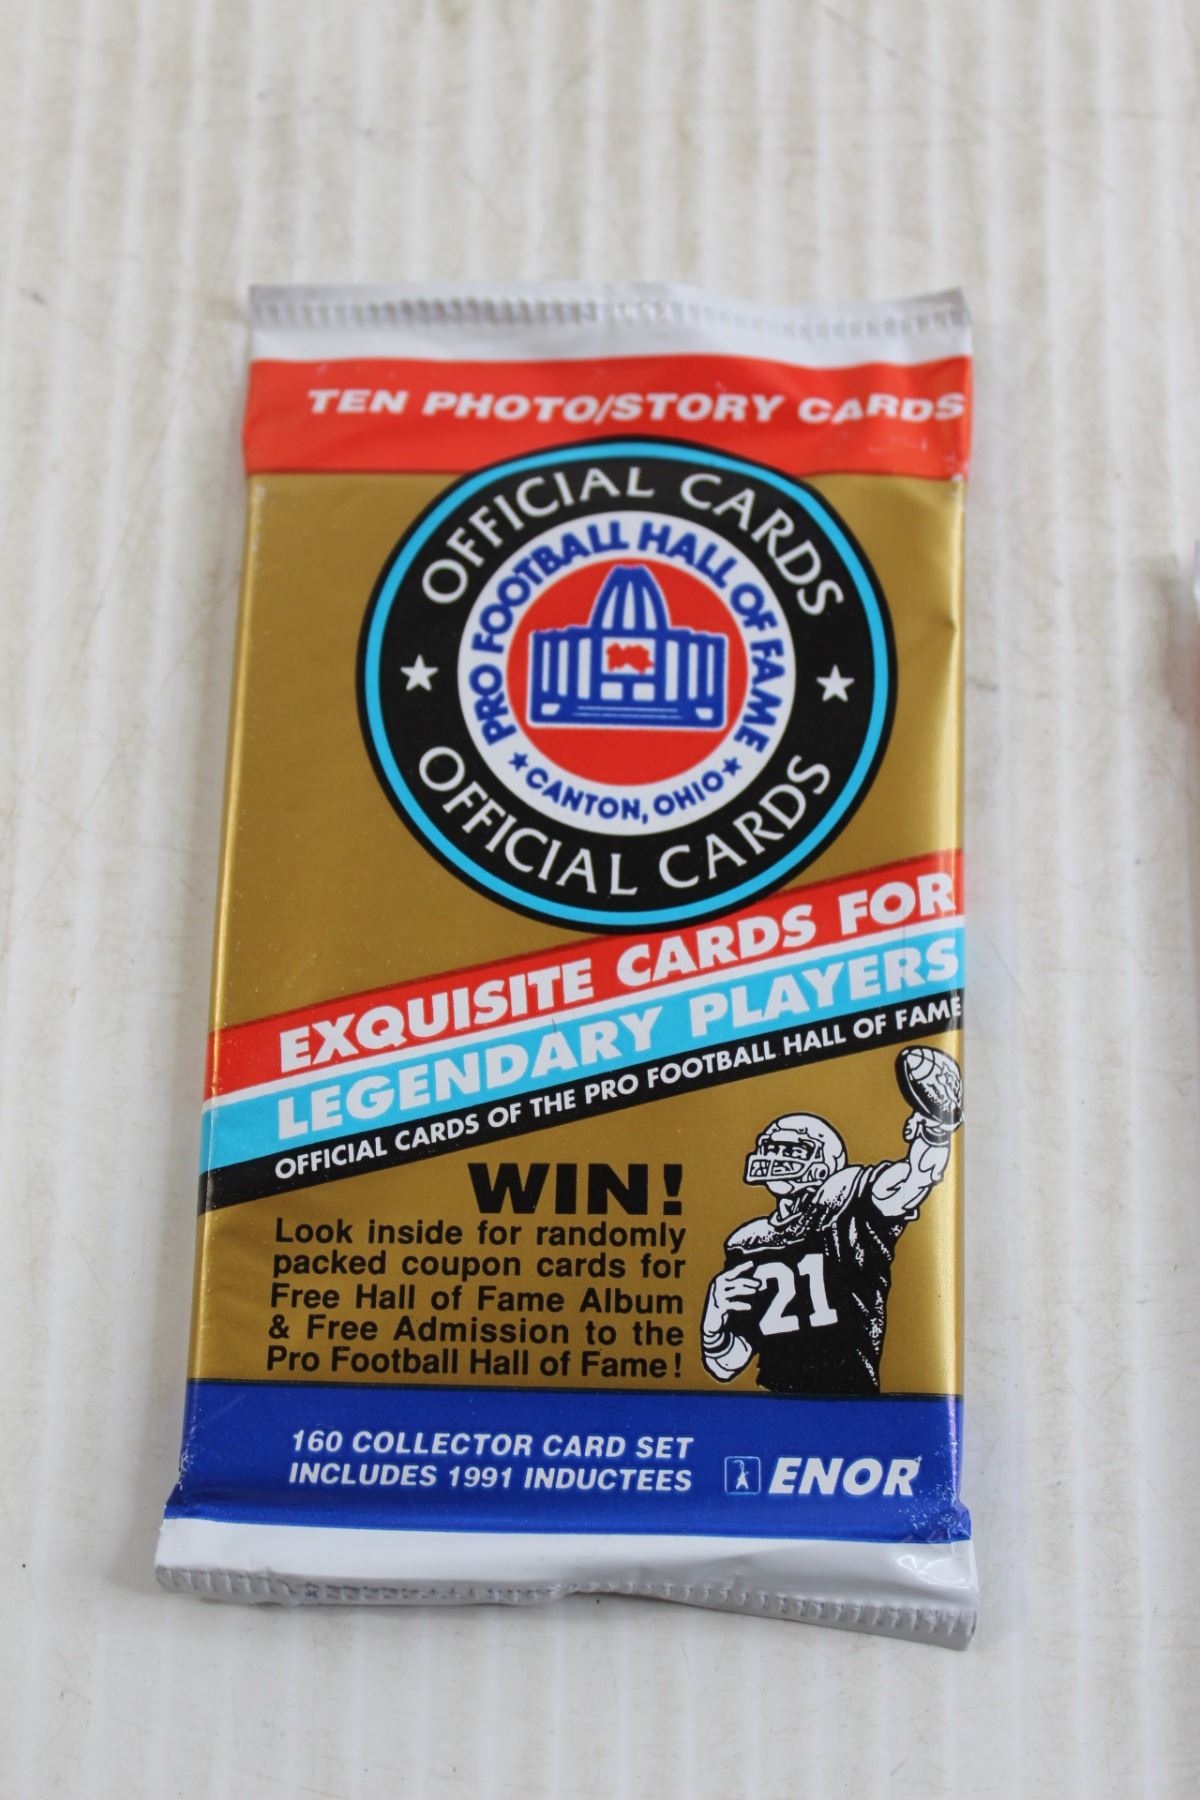 TEN PHOTO/STORY CARDS
OFFICIAL CARDS
PRO FOOTBALL HALL OF FAME
★ CANTON, OHIO ★
OFFICIAL CARDS
EXQUISITE CARDS FOR
LEGENDARY PLAYERS
OFFICIAL CARDS OF THE PRO FOOTBALL HALL OF FAME
WIN!
Look inside for randomly
packed coupon cards for
Free Hall of Fame Album
& Free Admission to the
Pro Football Hall of Fame!
21
160 COLLECTOR CARD SET
INCLUDES 1991 INDUCTEES
ENOR